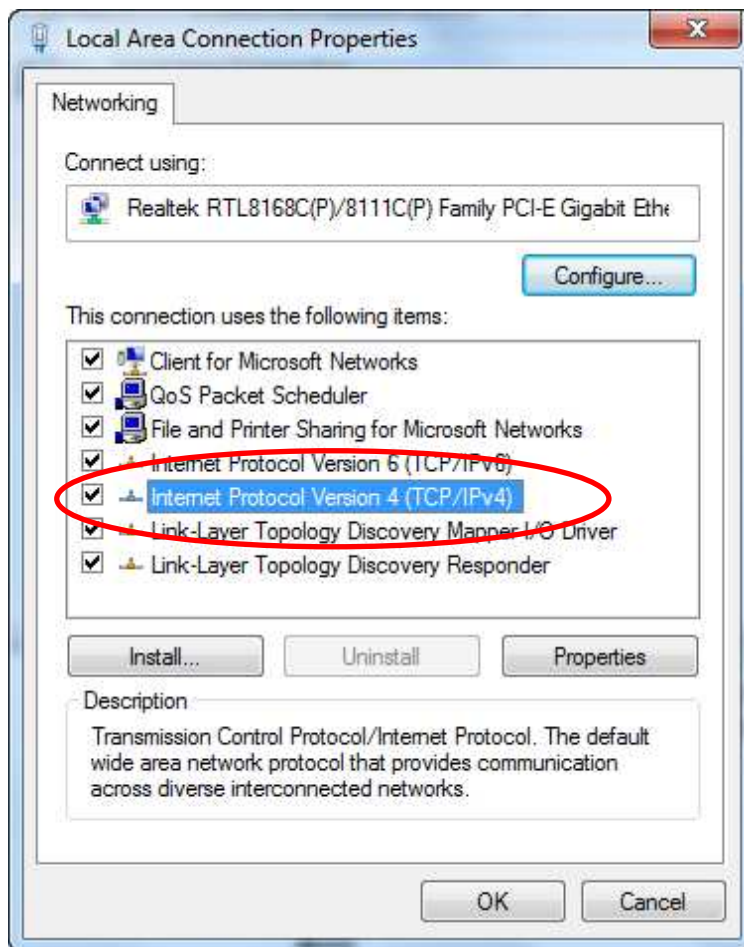 Local Area Connection Properties
Networking
Connect using:
Realtek RTL8168C(P)/8111C(P) Family PCI-E Gigabit Ethe
Configure...
This connection uses the following items:
Client for Microsoft Networks
QoS Packet Scheduler
File and Printer Sharing for Microsoft Networks
Internet Protocol Version 6 (TCP/IPv6)
Internet Protocol Version 4 (TCP/IPv4)
Link-Layer Topology Discovery Mapper I/O Driver
Link-Layer Topology Discovery Responder
Install... Uninstall Properties
Description
Transmission Control Protocol/Internet Protocol. The default
wide area network protocol that provides communication
across diverse interconnected networks.
OK Cancel